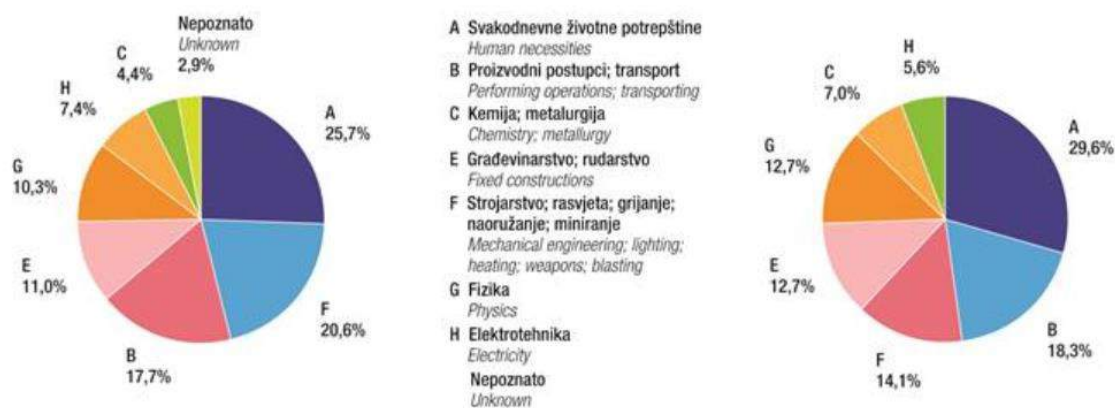 Nepoznato
Unknown
2,9%
C
4,4%
H
7,4%
G
10,3%
E
11,0%
B
17,7%
F
20,6%
A
25,7%
A Svakodnevne životne potrepštine
Human necessities
B Proizvodni postupci; transport
Performing operations; transporting
C Kemija; metalurgija
Chemistry; metallurgy
E Građevinarstvo; rudarstvo
Fixed constructions
F Strojarstvo; rasvjeta; grijanje;
naoružanje; miniranje
Mechanical engineering; lighting;
heating; weapons; blasting
G Fizika
Physics
H Elektrotehnika
Electricity
Nepoznato
Unknown
H
5,6%
C
7,0%
G
12,7%
E
12,7%
F
14,1%
B
18,3%
A
29,6%